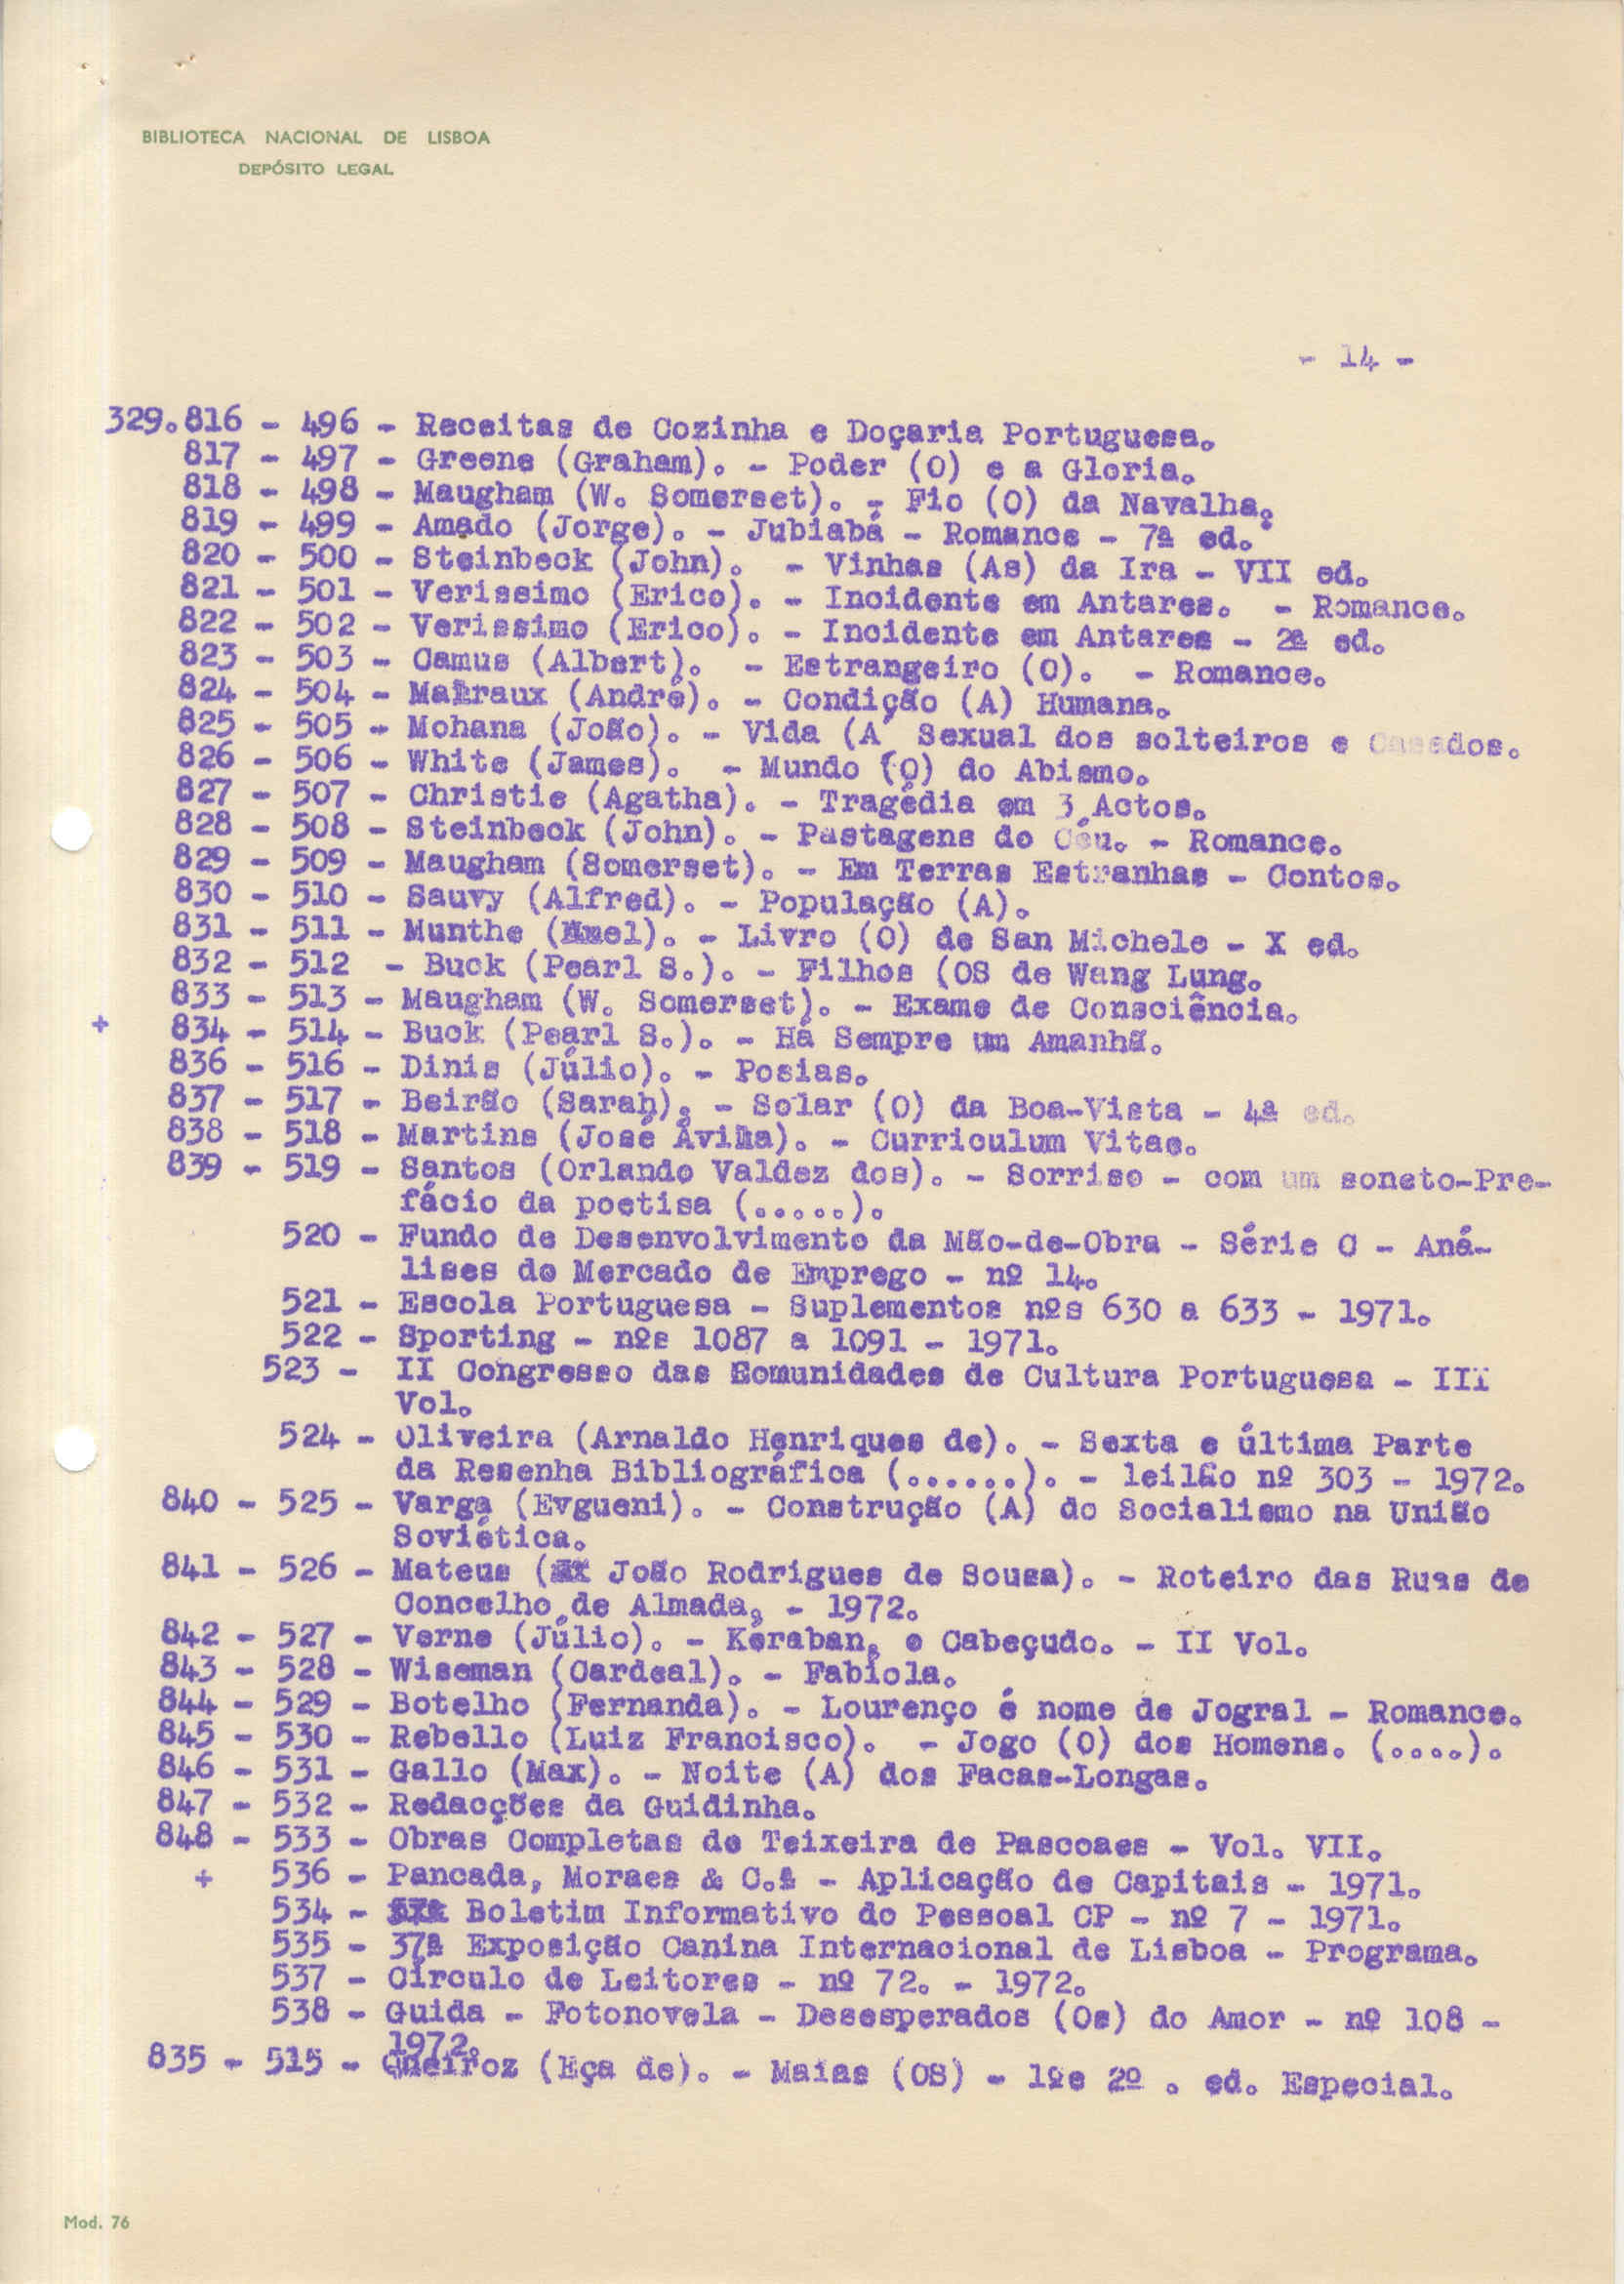 BIBLIOTECA NACIONAL DE LISBOA
DEPÓSITO LEGAL
- 14 -
329.816 - 496 - Receitas de Cozinha e Doçaria Portuguesa.
817 - 497 - Greene (Graham). - Poder (O) e a Gloria.
818 - 498 - Maugham (W. Somerset). - Fio (O) da Navalha.
819 - 499 - Amado (Jorge). - Jubiabá - Romance - 7ª ed.
820 - 500 - Steinbeck (John). - Vinhas (As) da Ira - VII ed.
821 - 501 - Verissimo (Erico). - Incidente em Antares. - Romance.
822 - 502 - Verissimo (Erico). - Incidente em Antares - 2ª ed.
823 - 503 - Camus (Albert). - Estrangeiro (O). - Romance.
824 - 504 - Malraux (André). - Condição (A) Humana.
825 - 505 - Mohana (João). - Vida (A Sexual dos solteiros e Casados.
826 - 506 - White (James). - Mundo (O) do Abismo.
827 - 507 - Christie (Agatha). - Tragédia em 3 Actos.
828 - 508 - Steinbeck (John). - Pastagens do Céu. - Romance.
829 - 509 - Maugham (Somerset). - Em Terras Estranhas - Contos.
830 - 510 - Sauvy (Alfred). - População (A).
831 - 511 - Munthe (Axel). - Livro (O) de San Michele - X ed.
832 - 512 - Buck (Pearl S.). - Filhos (OS de Wang Lung.
833 - 513 - Maugham (W. Somerset). - Exame de Consciência.
+ 834 - 514 - Buck (Pearl S.). - Há Sempre um Amanhã.
836 - 516 - Dinis (Júlio). - Posias.
837 - 517 - Beirão (Sarah). - Solar (O) da Boa-Vista - 4ª ed.
838 - 518 - Martins (José Ávila). - Curriculum Vitae.
839 - 519 - Santos (Orlando Valdez dos). - Sorriso - com um soneto-Pre-
fácio da poetisa (.....).
520 - Fundo de Desenvolvimento da Mão-de-Obra - Série C - Aná-
lises do Mercado de Emprego - nº 14.
521 - Escola Portuguesa - Suplementos nºs 630 a 633 - 1971.
522 - Sporting - nºs 1087 a 1091 - 1971.
523 - II Congresso das Comunidades de Cultura Portuguesa - III
Vol.
524 - Oliveira (Arnaldo Henriques de). - Sexta e última Parte
da Resenha Bibliográfica (......). - leilão nº 303 - 1972.
840 - 525 - Varga (Evgueni). - Construção (A) do Socialismo na União
Soviética.
841 - 526 - Mateus (João Rodrigues de Sousa). - Roteiro das Ruas de
Concelho de Almada, - 1972.
842 - 527 - Verne (Júlio). - Kéraban, o Cabeçudo. - II Vol.
843 - 528 - Wiseman (Cardeal). - Fabíola.
844 - 529 - Botelho (Fernanda). - Lourenço é nome de Jogral - Romance.
845 - 530 - Rebello (Luiz Francisco). - Jogo (O) dos Homens. (....).
846 - 531 - Gallo (Max). - Noite (A) dos Facas-Longas.
847 - 532 - Redacções da Guidinha.
848 - 533 - Obras Completas de Teixeira de Pascoaes - Vol. VII.
+ 536 - Pancada, Moraes & C.ª - Aplicação de Capitais - 1971.
534 - Boletim Informativo do Pessoal CP - nº 7 - 1971.
535 - 37ª Exposição Canina Internacional de Lisboa - Programa.
537 - Círculo de Leitores - nº 72. - 1972.
538 - Guida - Fotonovela - Desesperados (Os) do Amor - nº 108 -
1972.
835 - 515 - Queiroz (Eça de). - Maias (OS) - 1ºe 2º . ed. Especial.
Mod. 76